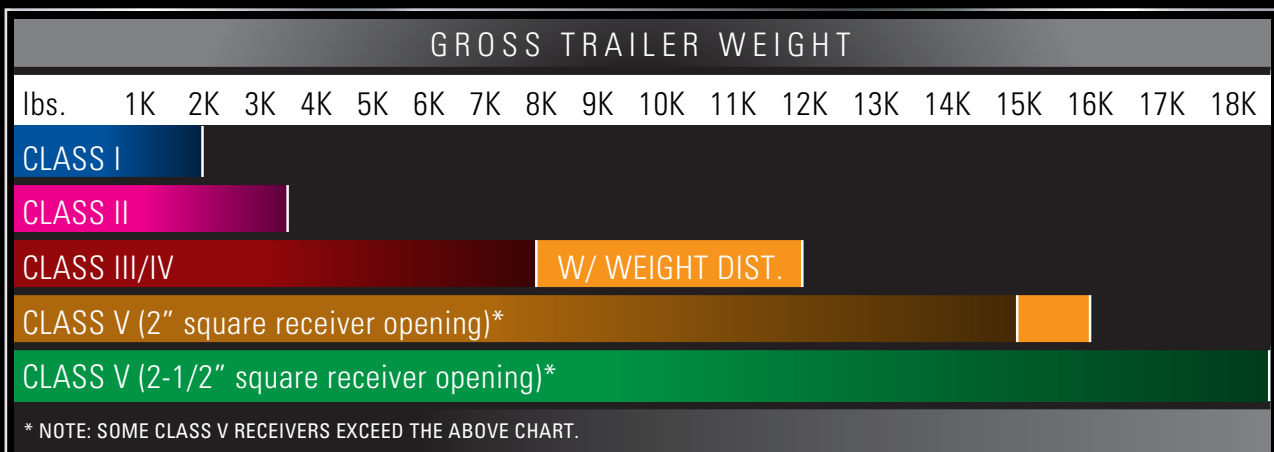 GROSS TRAILER WEIGHT
lbs. 1K 2K 3K 4K 5K 6K 7K 8K 9K 10K 11K 12K 13K 14K 15K 16K 17K 18K
CLASS I
CLASS II
CLASS III/IV W/ WEIGHT DIST.
CLASS V (2” square receiver opening)*
CLASS V (2-1/2” square receiver opening)*
* NOTE: SOME CLASS V RECEIVERS EXCEED THE ABOVE CHART.